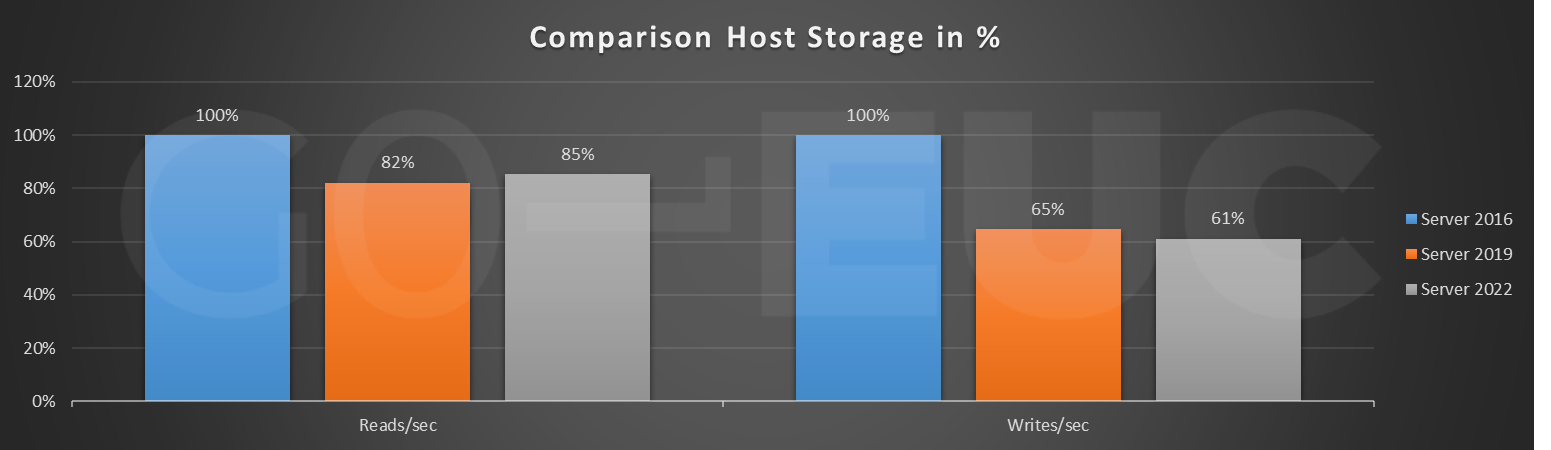 Comparison Host Storage in %
120%
100%
80%
60%
40%
20%
0%
100%
82%
85%
100%
65%
61%
Reads/sec
Writes/sec
Server 2016
Server 2019
Server 2022
GO EUC